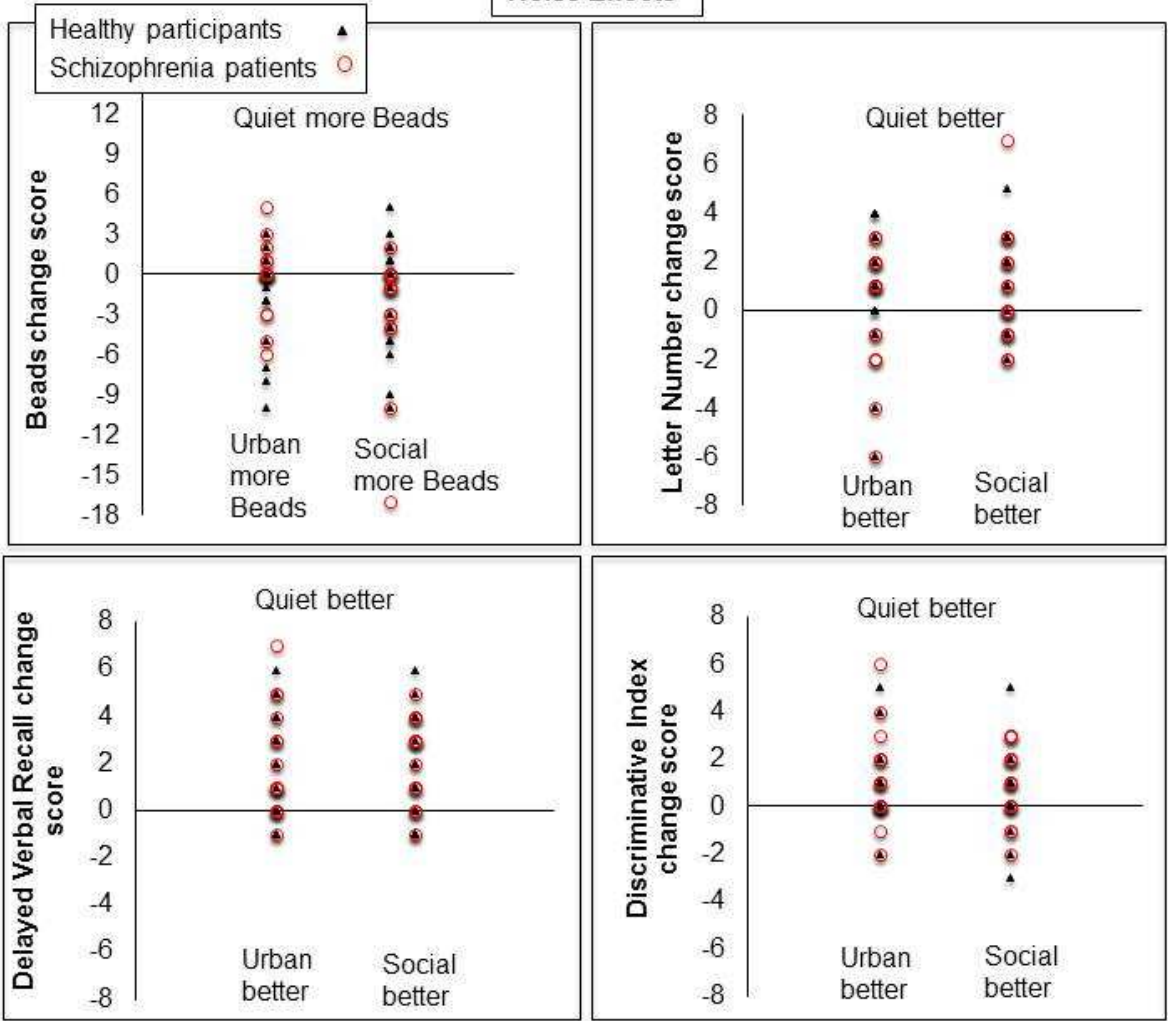 Healthy participants
Schizophrenia patients
Beads change score
12
9
6
3
0
-3
-6
-9
-12
-15
-18
Quiet more Beads
Urban
more
Beads
Social
more Beads
Letter Number change score
8
6
4
2
0
-2
-4
-6
-8
Quiet better
Urban
better
Social
better
Delayed Verbal Recall change
score
8
6
4
2
0
-2
-4
-6
-8
Quiet better
Urban
better
Social
better
Discriminative Index
change score
8
6
4
2
0
-2
-4
-6
-8
Quiet better
Urban
better
Social
better